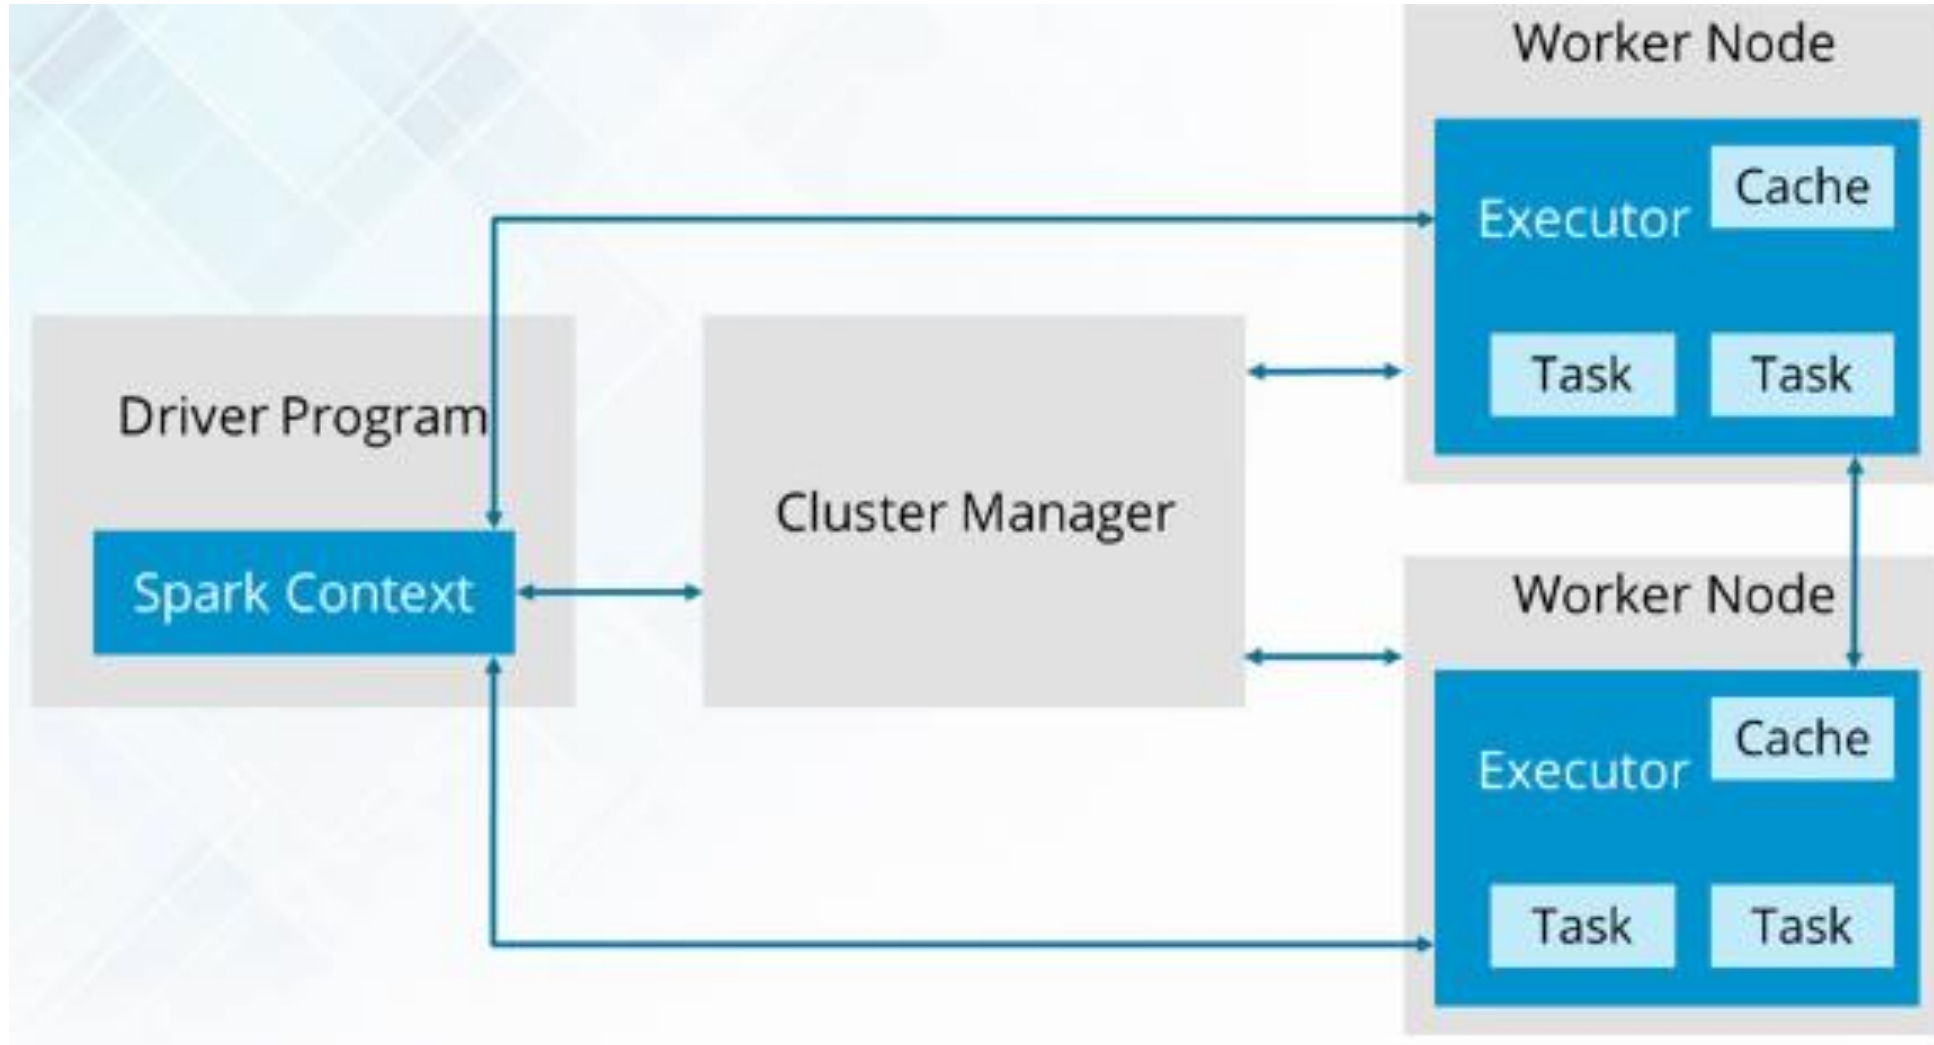 Driver Program
Spark Context
Cluster Manager
Worker Node
Executor
Cache
Task
Task
Worker Node
Executor
Cache
Task
Task